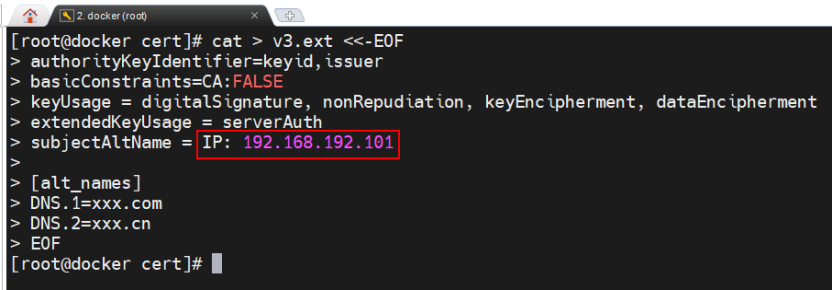 2. docker (root)
[root@docker cert]# cat > v3.ext <<-EOF
> authorityKeyIdentifier=keyid,issuer
> basicConstraints=CA:FALSE
> keyUsage = digitalSignature, nonRepudiation, keyEncipherment, dataEncipherment
> extendedKeyUsage = serverAuth
> subjectAltName = IP: 192.168.192.101
>
> [alt_names]
> DNS.1=xxx.com
> DNS.2=xxx.cn
> EOF
[root@docker cert]#